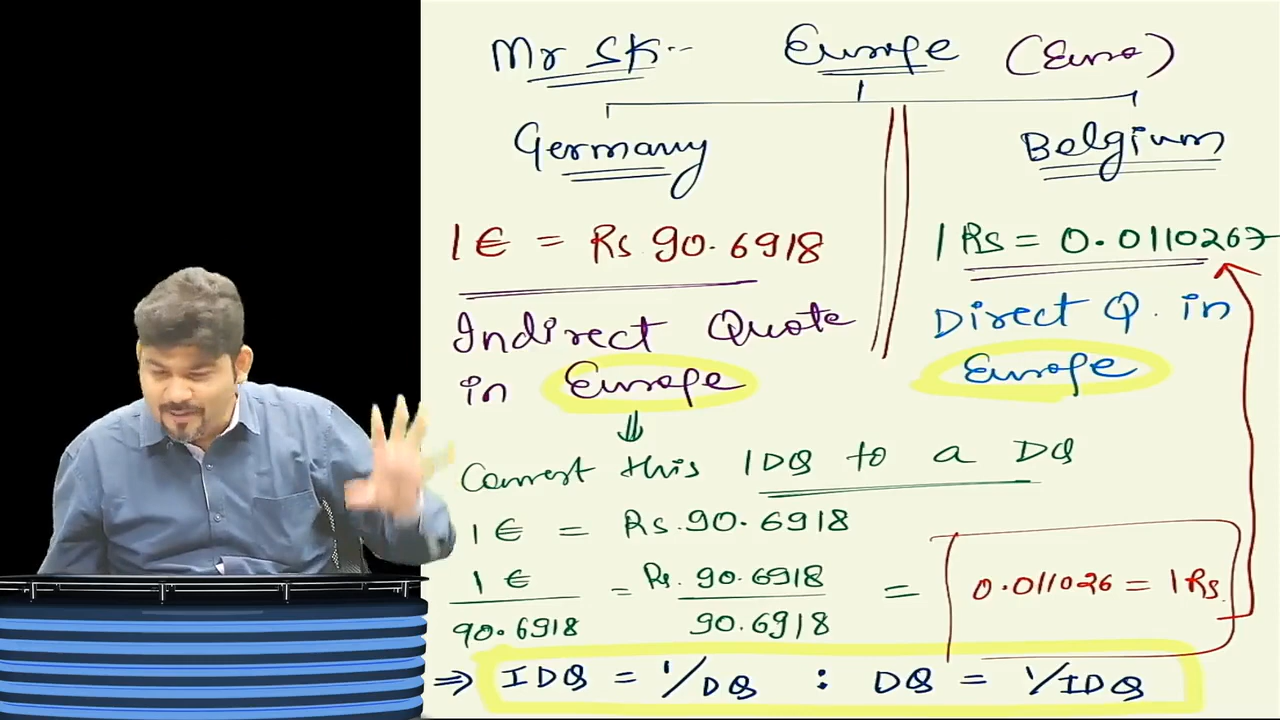 Mr SK..
Europe (Euro)
Germany
Belgium
1 € = Rs 90.6918
1 Rs = 0.0110267
Indirect Quote
in Europe
Direct Q. in
Europe
⇓
Convert this IDQ to a DQ
1 € = Rs. 90.6918
1 € / 90.6918 = Rs. 90.6918 / 90.6918 = 0.011026 = 1 Rs.
⇒ IDQ = 1/DQ : DQ = 1/IDQ